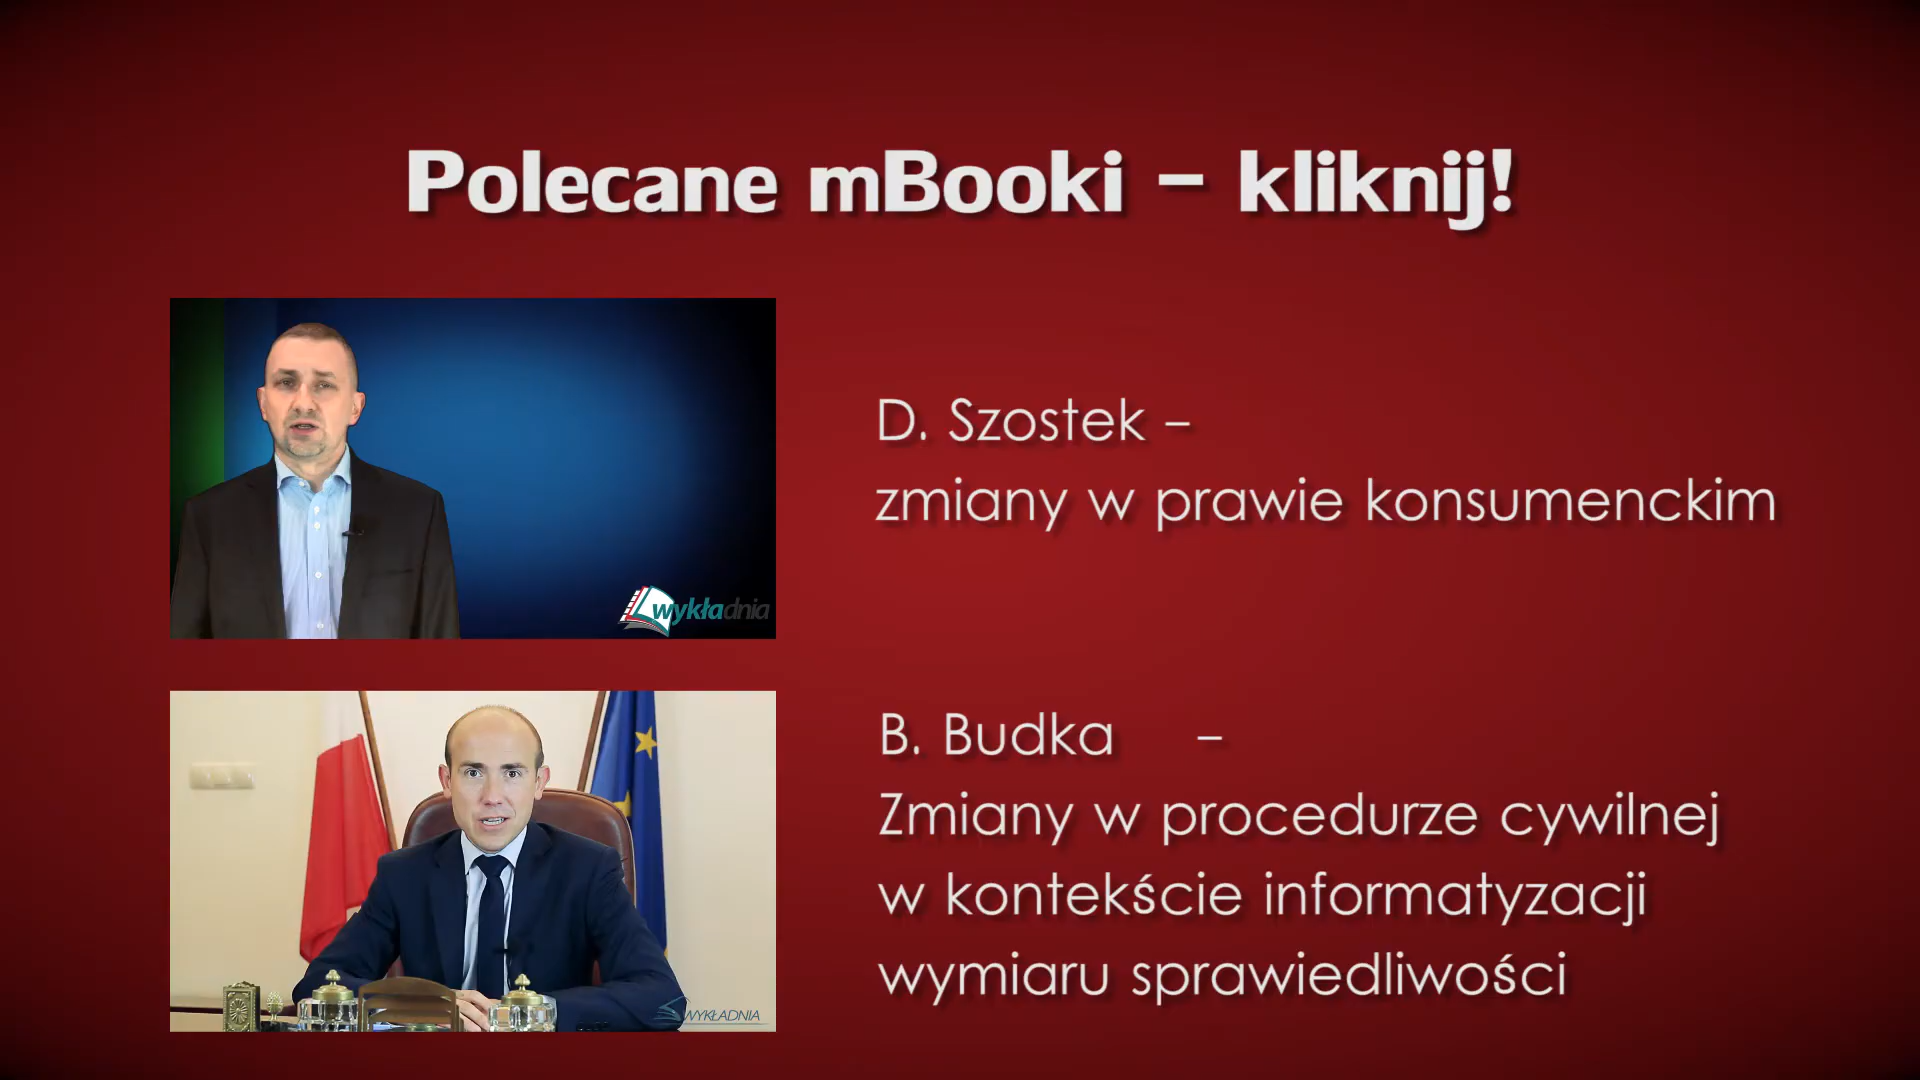 Polecane mBooki – kliknij!
D. Szostek –
zmiany w prawie konsumenckim
wykładnia
B. Budka –
Zmiany w procedurze cywilnej
w kontekście informatyzacji
wymiaru sprawiedliwości
WYKŁADNIA